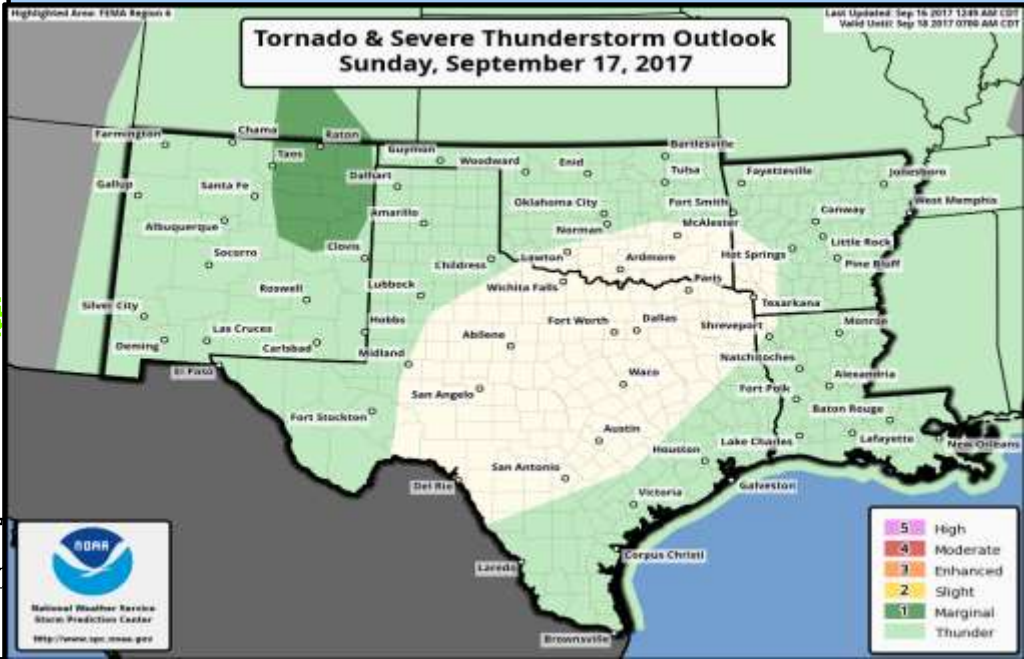 Highlighted Area: FEMA Region 6
Last Updated: Sep 16 2017 1249 AM CDT
Valid Until: Sep 18 2017 0700 AM CDT
Tornado & Severe Thunderstorm Outlook
Sunday, September 17, 2017
Farmington
Chama
Raton
Taos
Guymon
Woodward
Enid
Bartlesville
Tulsa
Fayetteville
Jonesboro
Gallup
Santa Fe
Dalhart
Albuquerque
Amarillo
Oklahoma City
Norman
Fort Smith
McAlester
Conway
West Memphis
Little Rock
Socorro
Clovis
Childress
Lawton
Ardmore
Hot Springs
Pine Bluff
Roswell
Lubbock
Wichita Falls
Paris
Texarkana
Silver City
Las Cruces
Hobbs
Abilene
Fort Worth
Dallas
Shreveport
Monroe
Deming
Carlsbad
Midland
Natchitoches
El Paso
San Angelo
Waco
Fort Polk
Alexandria
Fort Stockton
Austin
Houston
Lake Charles
Baton Rouge
Lafayette
New Orleans
Del Rio
San Antonio
Victoria
Galveston
Laredo
Corpus Christi
Brownsville
NOAA
National Weather Service
Storm Prediction Center
http://www.spc.noaa.gov
5 High
4 Moderate
3 Enhanced
2 Slight
1 Marginal
Thunder